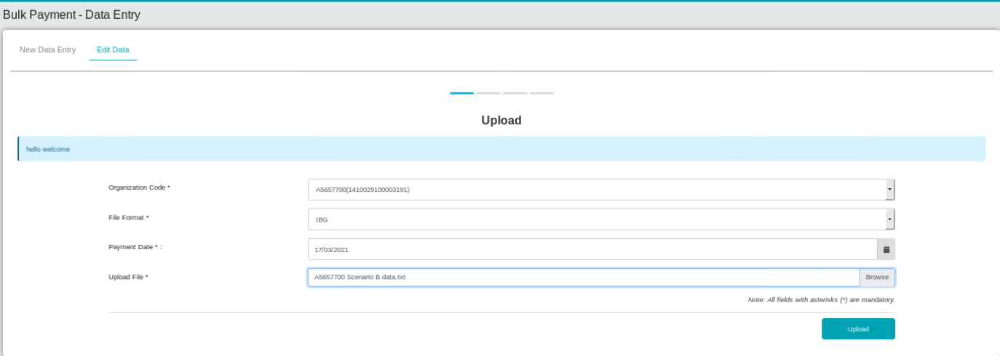 Bulk Payment - Data Entry
New Data Entry Edit Data
Upload
hello welcome
Organization Code * A5657700(1410029100003191)
File Format * IBG
Payment Date * : 17/03/2021
Upload File * A5657700 Scenario B.data.txt Browse
Note: All fields with asterisks (*) are mandatory.
Upload